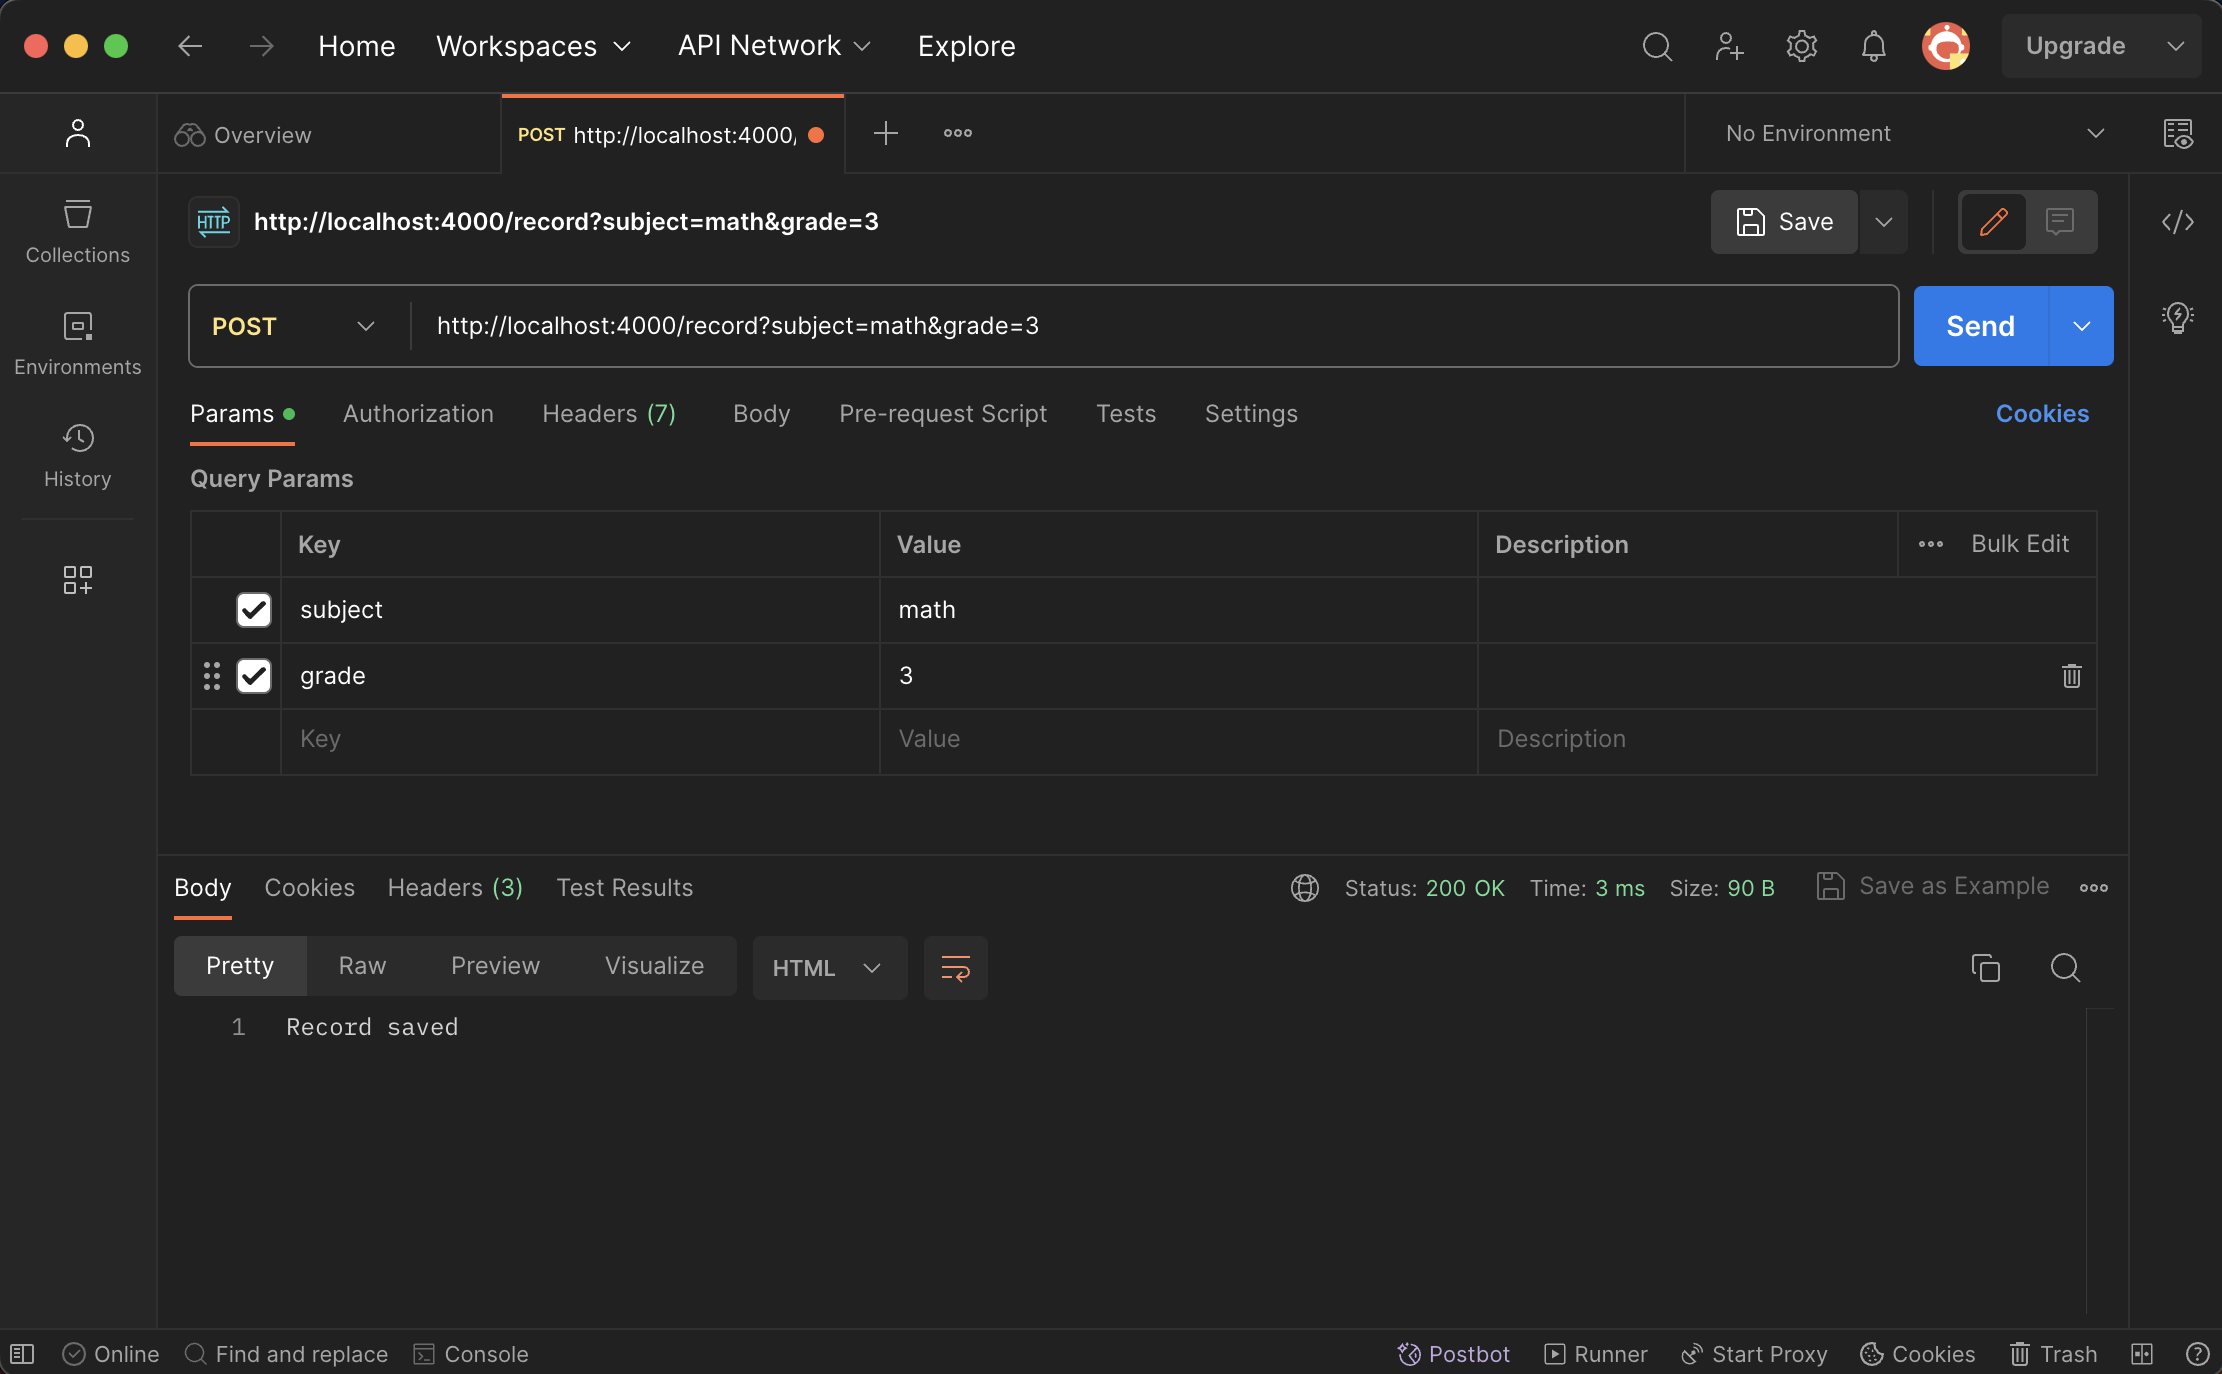 Home Workspaces API Network Explore Upgrade
Overview POST http://localhost:4000, No Environment
HTTP http://localhost:4000/record?subject=math&grade=3 Save
Collections
POST http://localhost:4000/record?subject=math&grade=3 Send
Environments
Params Authorization Headers (7) Body Pre-request Script Tests Settings Cookies
History
Query Params
Key Value Description Bulk Edit
subject math
grade 3
Key Value Description
Body Cookies Headers (3) Test Results Status: 200 OK Time: 3 ms Size: 90 B Save as Example
Pretty Raw Preview Visualize HTML
1 Record saved
Online Find and replace Console Postbot Runner Start Proxy Cookies Trash